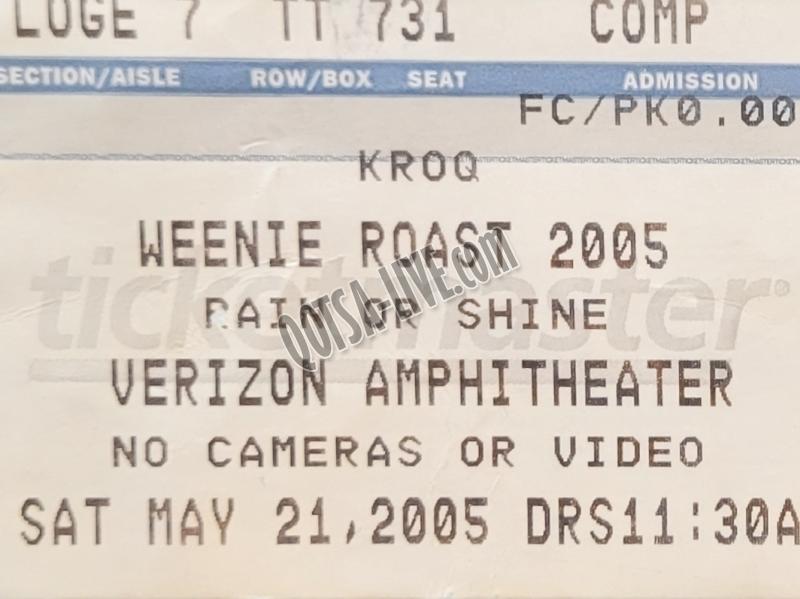 LOGE 7 TT 731 COMP
SECTION/AISLE ROW/BOX SEAT ADMISSION
FC/PK0.00
KROQ
WEENIE ROAST 2005
QOTSA-LIVE.com
ticketmaster®
RAIN OR SHINE
VERIZON AMPHITHEATER
NO CAMERAS OR VIDEO
SAT MAY 21,2005 DRS11:30A